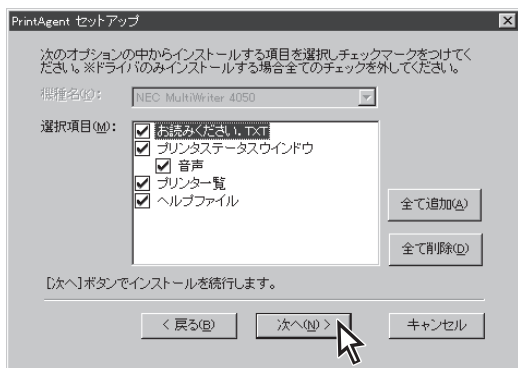 PrintAgent セットアップ
次のオプションの中からインストールする項目を選択しチェックマークをつけてく
ださい。※ドライバのみインストールする場合全てのチェックを外してください。
機種名(K): NEC MultiWriter 4050
選択項目(M):
お読みください.TXT
プリンタステータスウインドウ
音声
プリンタ一覧
ヘルプファイル
全て追加(A)
全て削除(D)
[次へ]ボタンでインストールを続行します。
< 戻る(B) 次へ(N) > キャンセル